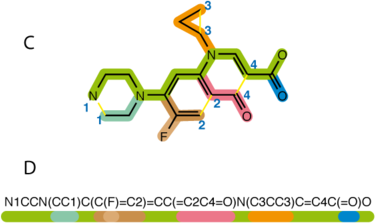 C
3
3
N
4
O
N
N
4
O
1
1
2
2
O
F
D
N1CCN(CC1)C(C(F)=C2)=CC(=C2C4=O)N(C3CC3)C=C4C(=O)O